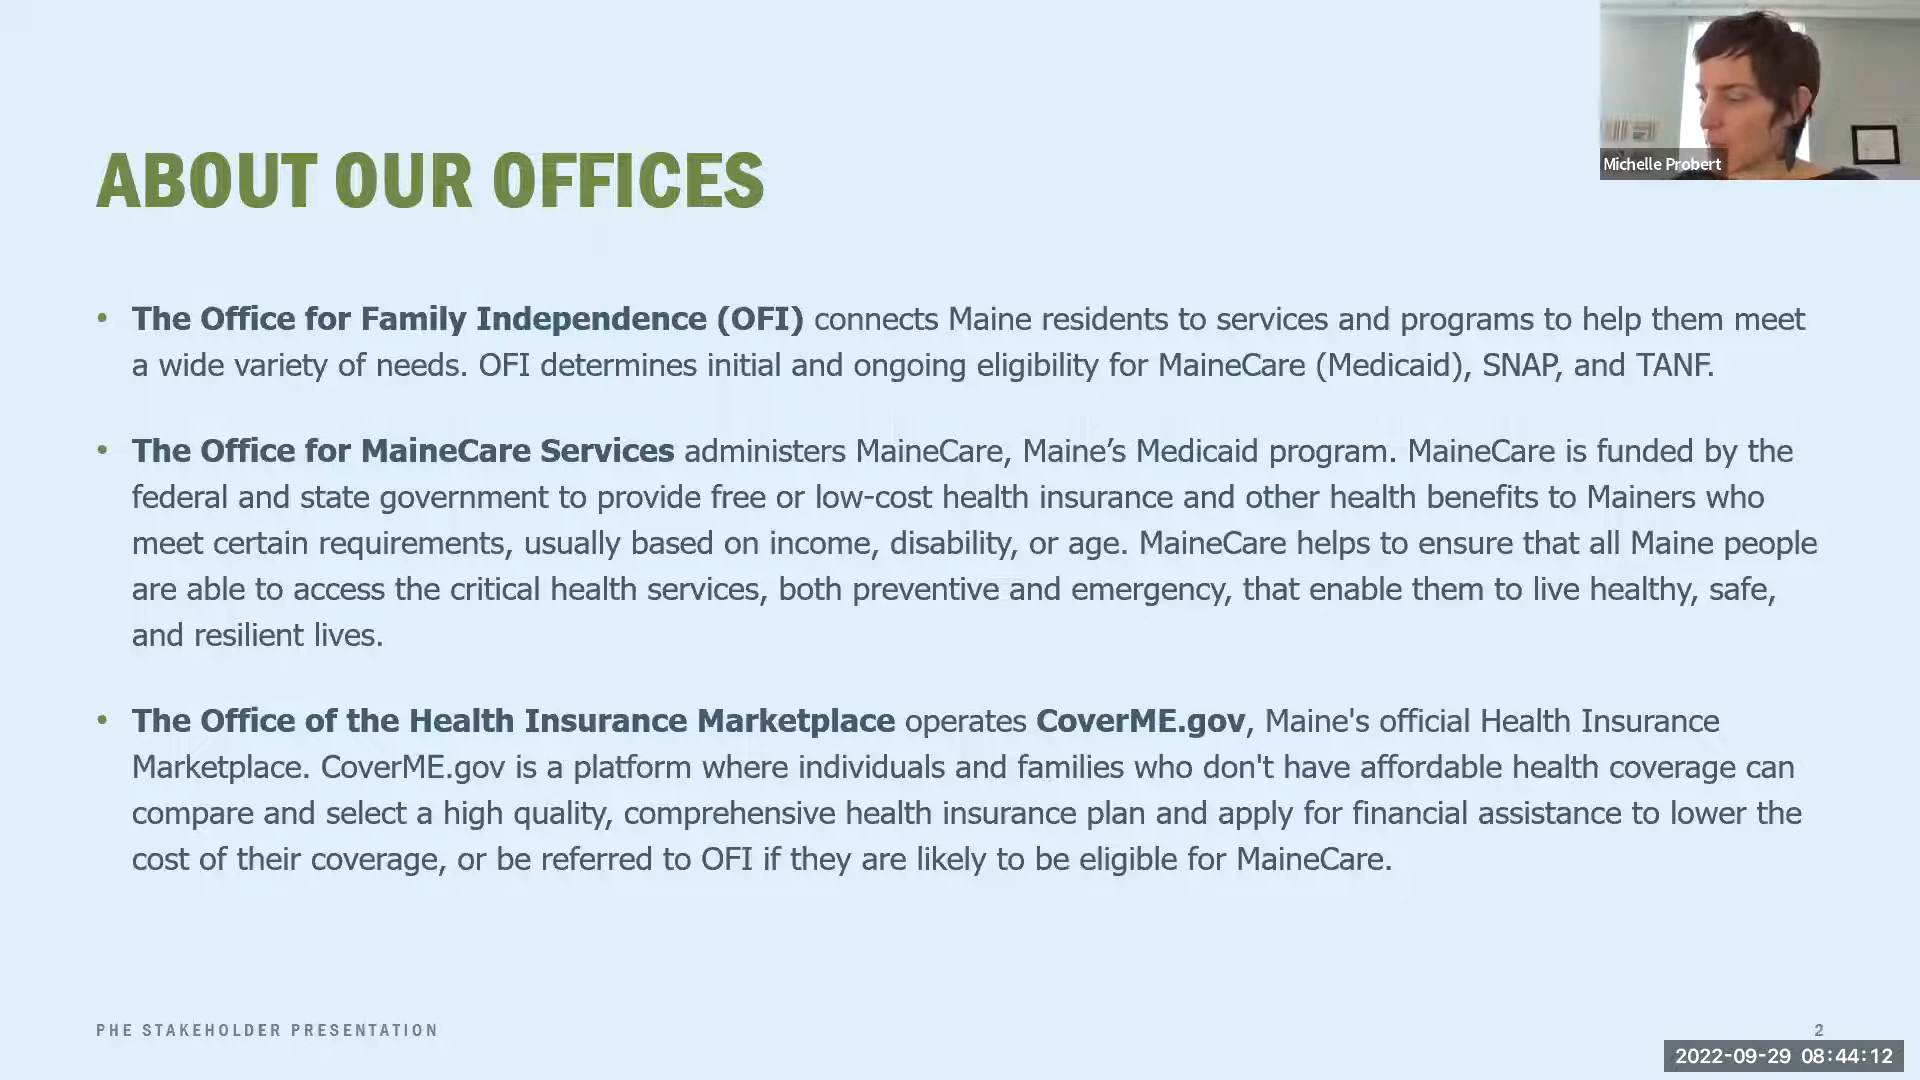 Michelle Probert
ABOUT OUR OFFICES
• The Office for Family Independence (OFI) connects Maine residents to services and programs to help them meet
a wide variety of needs. OFI determines initial and ongoing eligibility for MaineCare (Medicaid), SNAP, and TANF.
• The Office for MaineCare Services administers MaineCare, Maine’s Medicaid program. MaineCare is funded by the
federal and state government to provide free or low-cost health insurance and other health benefits to Mainers who
meet certain requirements, usually based on income, disability, or age. MaineCare helps to ensure that all Maine people
are able to access the critical health services, both preventive and emergency, that enable them to live healthy, safe,
and resilient lives.
• The Office of the Health Insurance Marketplace operates CoverME.gov, Maine's official Health Insurance
Marketplace. CoverME.gov is a platform where individuals and families who don't have affordable health coverage can
compare and select a high quality, comprehensive health insurance plan and apply for financial assistance to lower the
cost of their coverage, or be referred to OFI if they are likely to be eligible for MaineCare.
PHE STAKEHOLDER PRESENTATION
2
2022-09-29 08:44:12